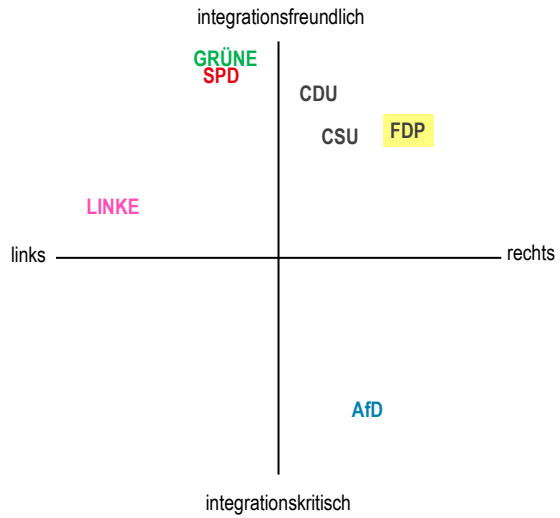 integrationsfreundlich
GRÜNE
SPD
CDU
CSU
FDP
LINKE
links
rechts
AfD
integrationskritisch